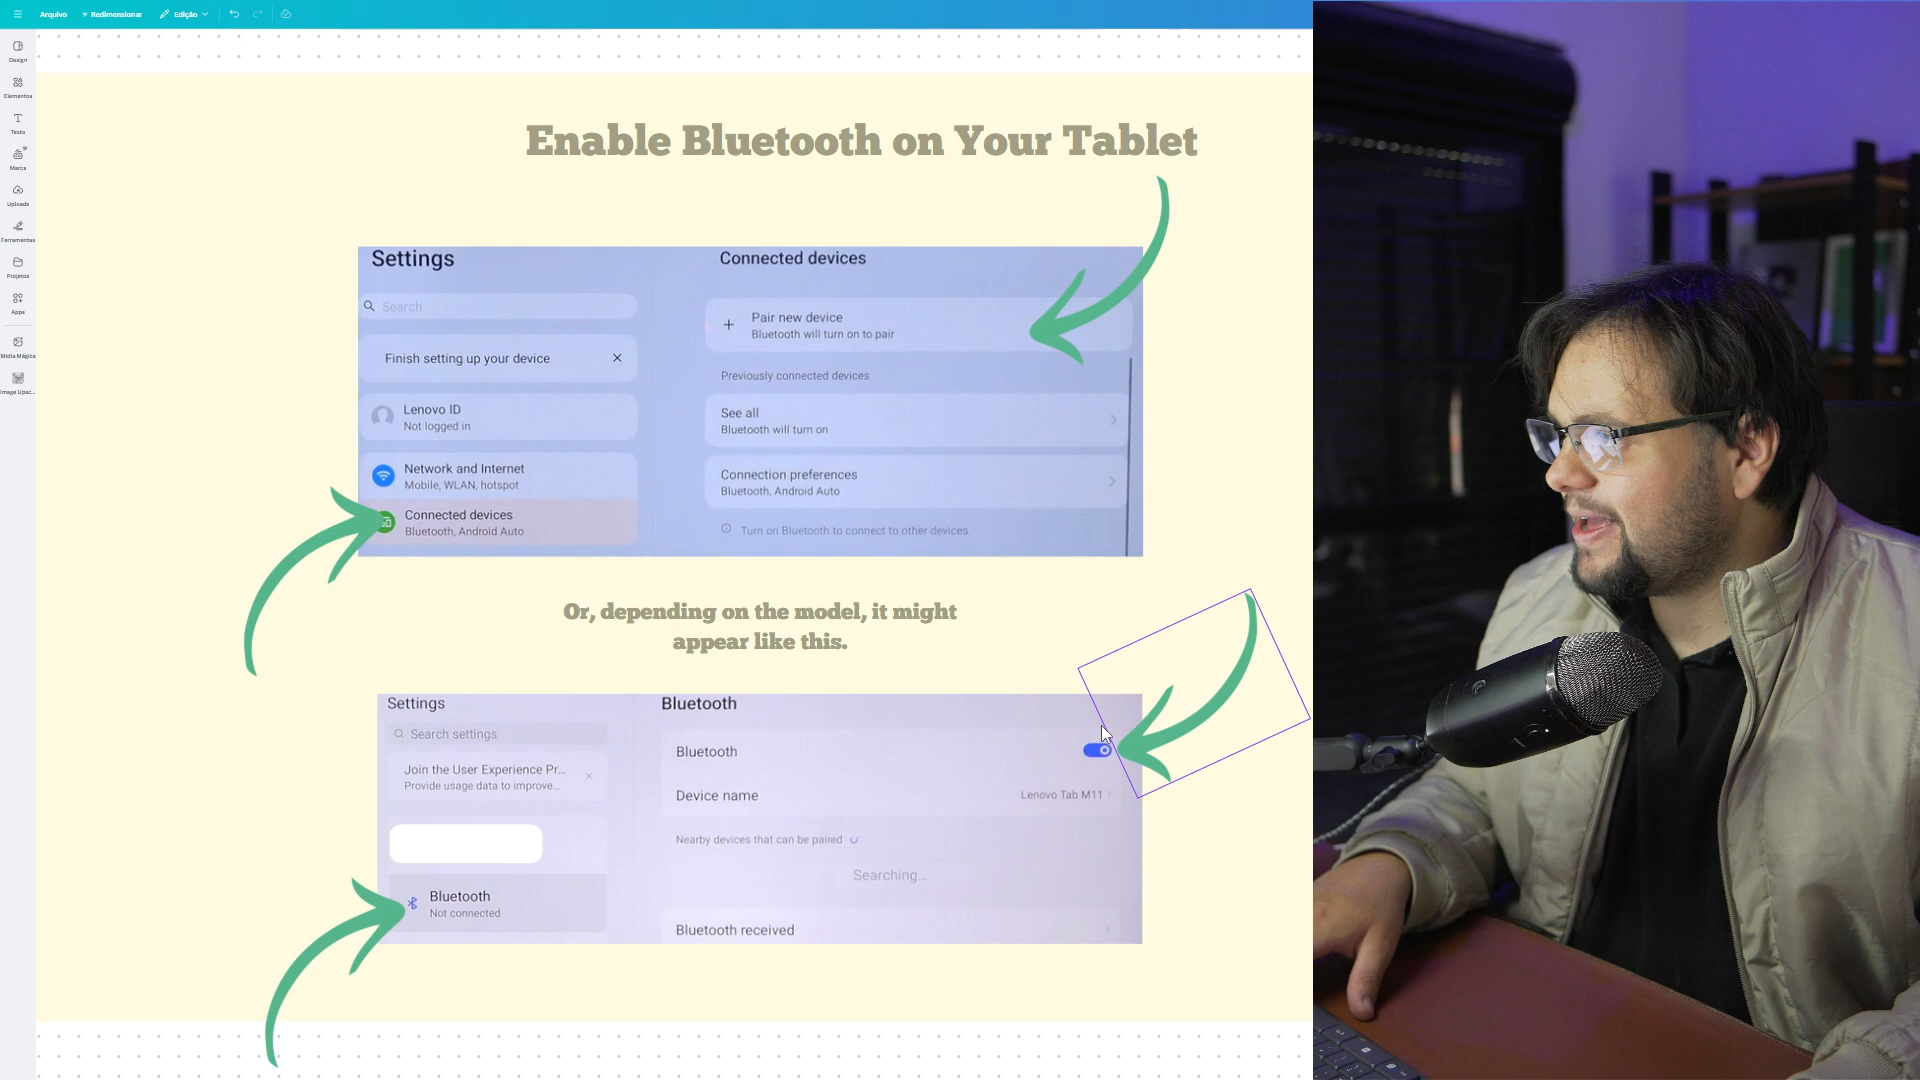 Arquivo
Redimensionar
Edição
Design
Elementos
Texto
Marca
Uploads
Ferramentas
Projetos
Apps
Mídia Mágica
Image Upsc...
Enable Bluetooth on Your Tablet
Settings
Search
Finish setting up your device
Lenovo ID
Not logged in
Network and Internet
Mobile, WLAN, hotspot
Connected devices
Bluetooth, Android Auto
Connected devices
Pair new device
Bluetooth will turn on to pair
Previously connected devices
See all
Bluetooth will turn on
Connection preferences
Bluetooth, Android Auto
Turn on Bluetooth to connect to other devices.
Or, depending on the model, it might
appear like this.
Settings
Search settings
Join the User Experience Pr...
Provide usage data to improve...
Bluetooth
Not connected
Bluetooth
Bluetooth
Device name
Lenovo Tab M11
Nearby devices that can be paired
Searching...
Bluetooth received